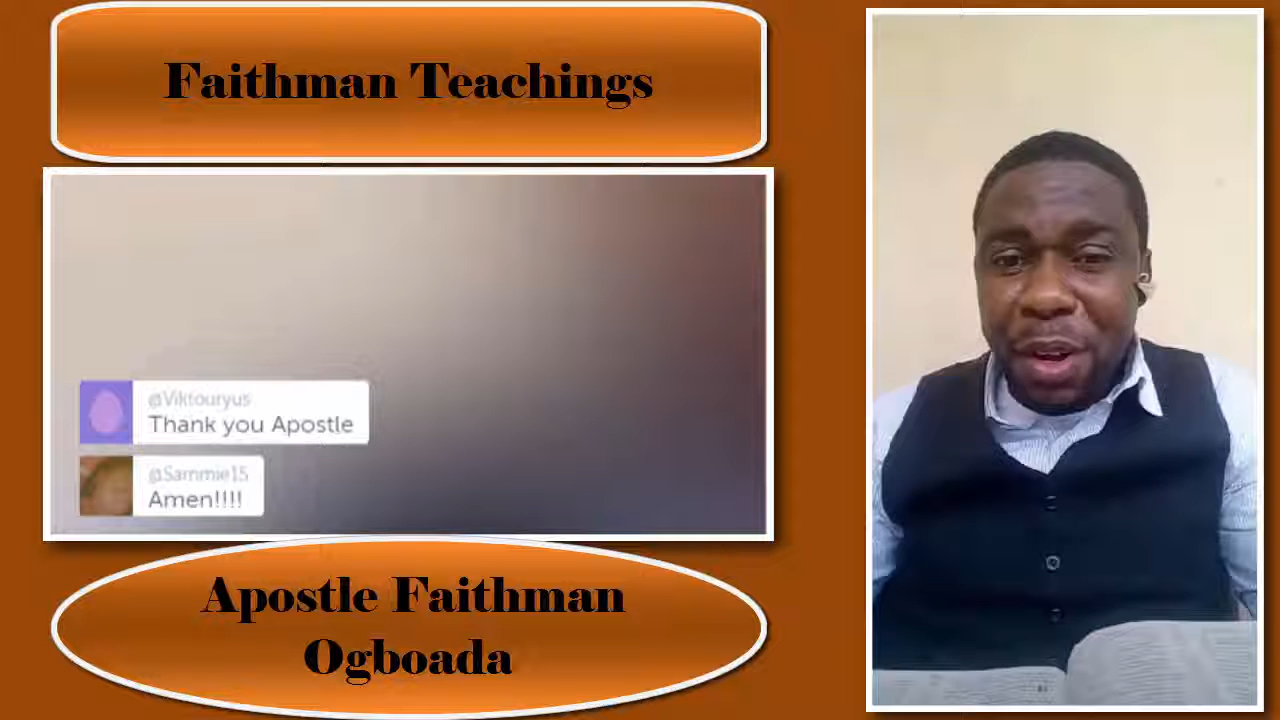 Faithman Teachings
@Viktouryus
Thank you Apostle
@Sammie15
Amen!!!!
Apostle Faithman
Ogboada